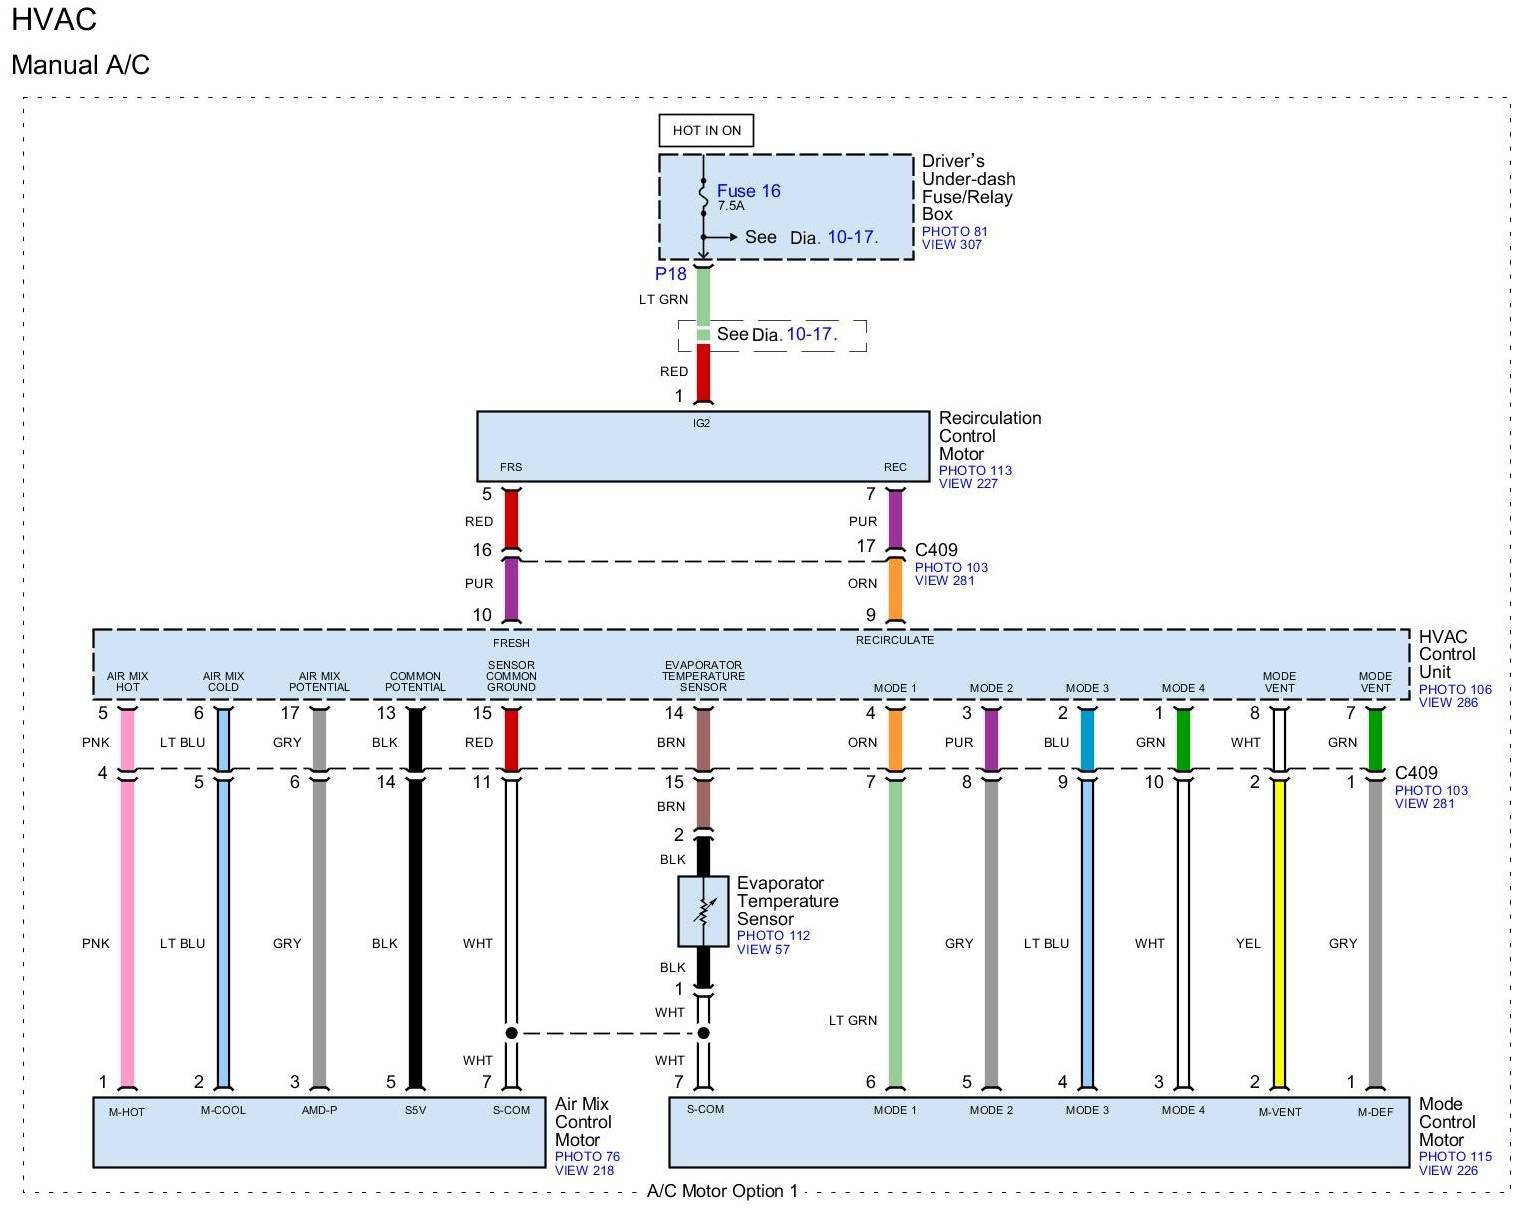 HVAC
Manual A/C
HOT IN ON
Fuse 16
7.5A
See Dia. 10-17.
Driver's
Under-dash
Fuse/Relay
Box
PHOTO 81
VIEW 307
P18
LT GRN
See Dia. 10-17.
RED
1
IG2
FRS
REC
Recirculation
Control
Motor
PHOTO 113
VIEW 227
5
7
RED
PUR
16
17
C409
PHOTO 103
VIEW 281
PUR
ORN
10
9
FRESH
RECIRCULATE
AIR MIX
HOT
AIR MIX
COLD
AIR MIX
POTENTIAL
COMMON
POTENTIAL
SENSOR
COMMON
GROUND
EVAPORATOR
TEMPERATURE
SENSOR
MODE 1
MODE 2
MODE 3
MODE 4
MODE
VENT
MODE
VENT
HVAC
Control
Unit
PHOTO 106
VIEW 286
5 6 17 13 15 14 4 3 2 1 8 7
PNK LT BLU GRY BLK RED BRN ORN PUR BLU GRN WHT GRN
4 5 6 14 11 15 7 8 9 10 2 1
C409
PHOTO 103
VIEW 281
BRN
2
BLK
Evaporator
Temperature
Sensor
PHOTO 112
VIEW 57
PNK LT BLU GRY BLK WHT GRY LT BLU WHT YEL GRY
BLK
1
WHT
LT GRN
WHT WHT
1 2 3 5 7 7 6 5 4 3 2 1
M-HOT M-COOL AMD-P S5V S-COM
Air Mix
Control
Motor
PHOTO 76
VIEW 218
S-COM MODE 1 MODE 2 MODE 3 MODE 4 M-VENT M-DEF
Mode
Control
Motor
PHOTO 115
VIEW 226
A/C Motor Option 1